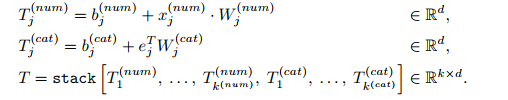 T_j^{(num)} = b_j^{(num)} + x_j^{(num)} · W_j^{(num)} ∈ ℝ^d,
T_j^{(cat)} = b_j^{(cat)} + e_j^T W_j^{(cat)} ∈ ℝ^d,
T = stack [ T_1^{(num)}, …, T_{k^{(num)}}^{(num)}, T_1^{(cat)}, …, T_{k^{(cat)}}^{(cat)} ] ∈ ℝ^{k×d}.